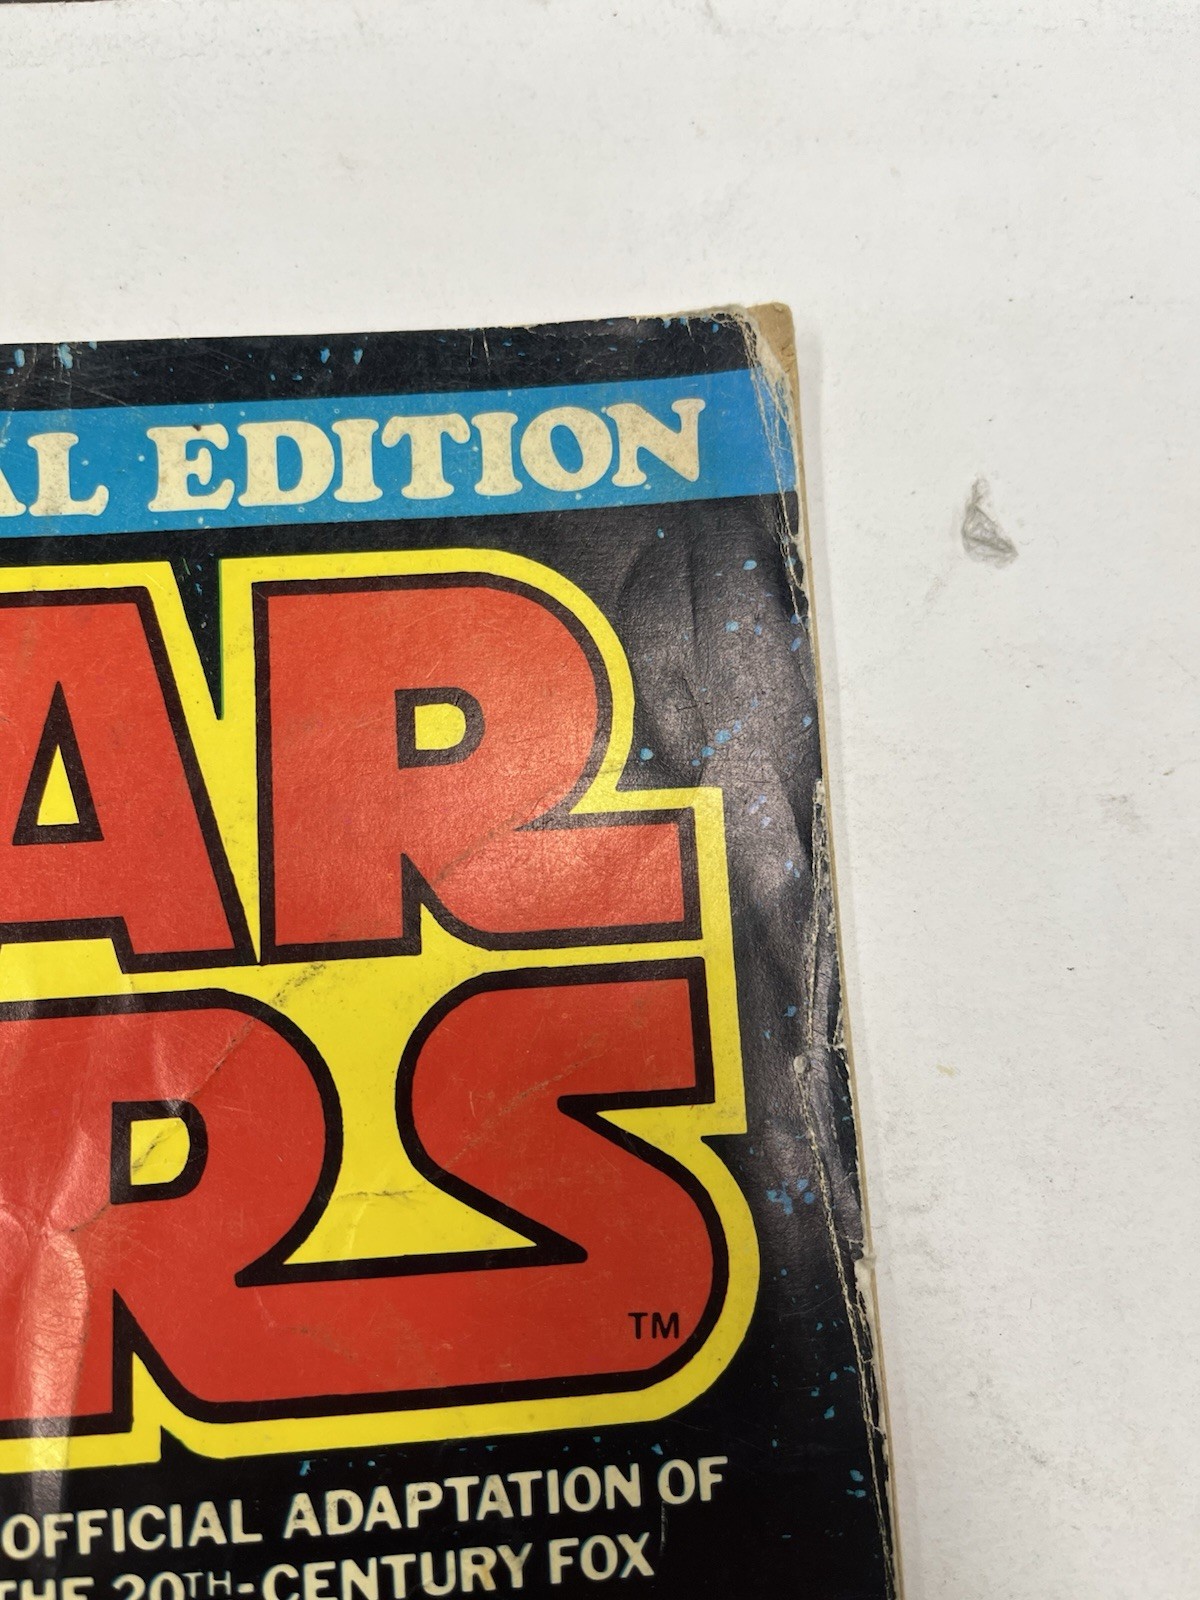 AL EDITION
AR
RS
TM
OFFICIAL ADAPTATION OF
THE 20TH-CENTURY FOX